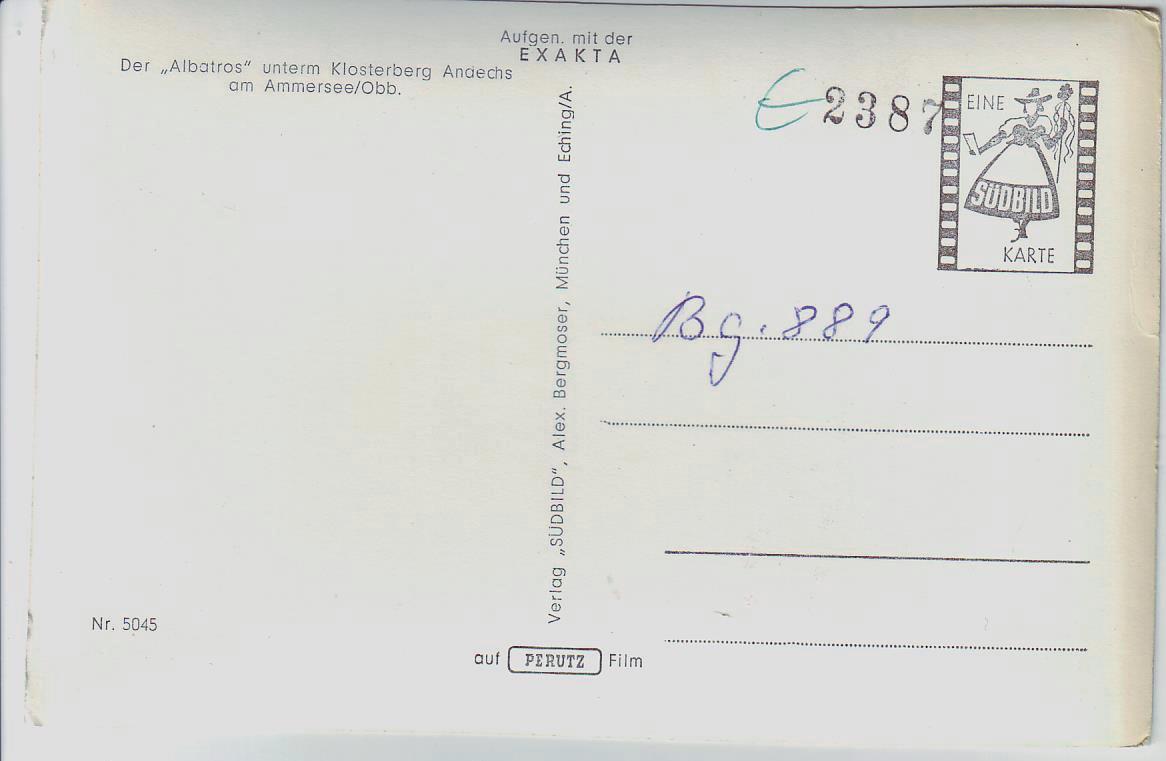 Aufgen. mit der
EXAKTA
Der „Albatros" unterm Klosterberg Andechs
am Ammersee/Obb.
2387
EINE
SÜDBILD
KARTE
Bg. 889
Verlag „SÜDBILD", Alex. Bergmoser, München und Eching/A.
Nr. 5045
auf PERUTZ Film